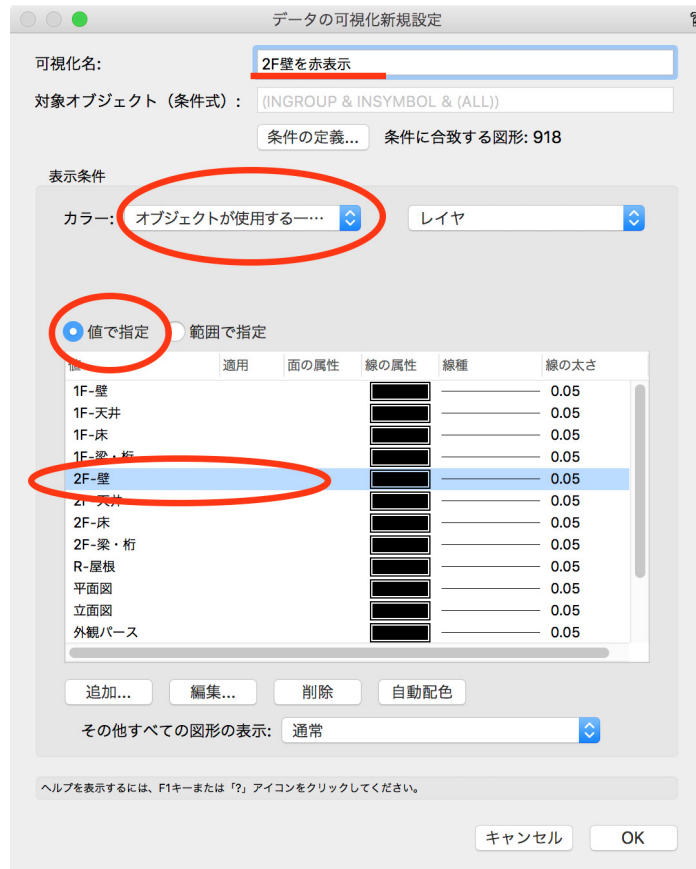 データの可視化新規設定
可視化名: 2F壁を赤表示
対象オブジェクト（条件式）: (INGROUP & INSYMBOL & (ALL))
条件の定義... 条件に合致する図形: 918
表示条件
カラー: オブジェクトが使用する一… レイヤ
値で指定 範囲で指定
値 適用 面の属性 線の属性 線種 線の太さ
1F-壁 0.05
1F-天井 0.05
1F-床 0.05
1F-梁・桁 0.05
2F-壁 0.05
2F-天井 0.05
2F-床 0.05
2F-梁・桁 0.05
R-屋根 0.05
平面図 0.05
立面図 0.05
外観パース 0.05
追加... 編集... 削除 自動配色
その他すべての図形の表示: 通常
ヘルプを表示するには、F1キーまたは「?」アイコンをクリックしてください。
キャンセル OK